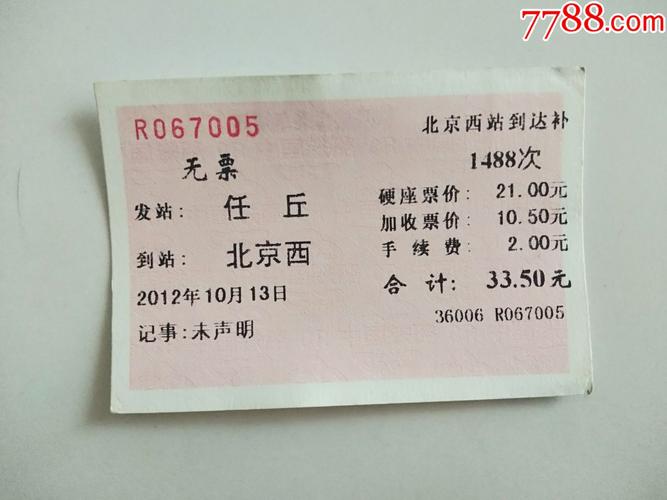 7788.com
R067005
北京西站到达补
无票
1488次
发站: 任丘
硬座票价: 21.00元
加收票价: 10.50元
到站: 北京西
手续费: 2.00元
合计: 33.50元
2012年10月13日
36006 R067005
记事:未声明